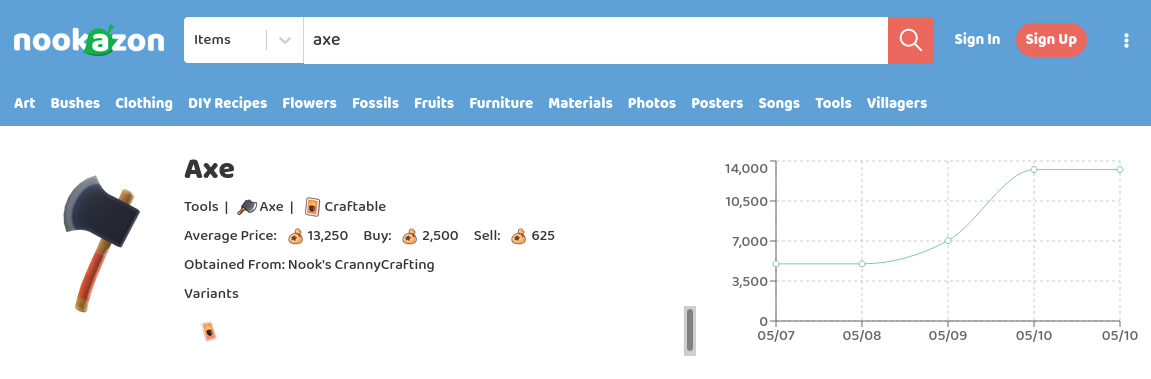 nookazon
Items
axe
Sign In
Sign Up
Art Bushes Clothing DIY Recipes Flowers Fossils Fruits Furniture Materials Photos Posters Songs Tools Villagers
Axe
Tools | Axe | Craftable
Average Price: 13,250 Buy: 2,500 Sell: 625
Obtained From: Nook's CrannyCrafting
Variants
14,000
10,500
7,000
3,500
0
05/07 05/08 05/09 05/10 05/10